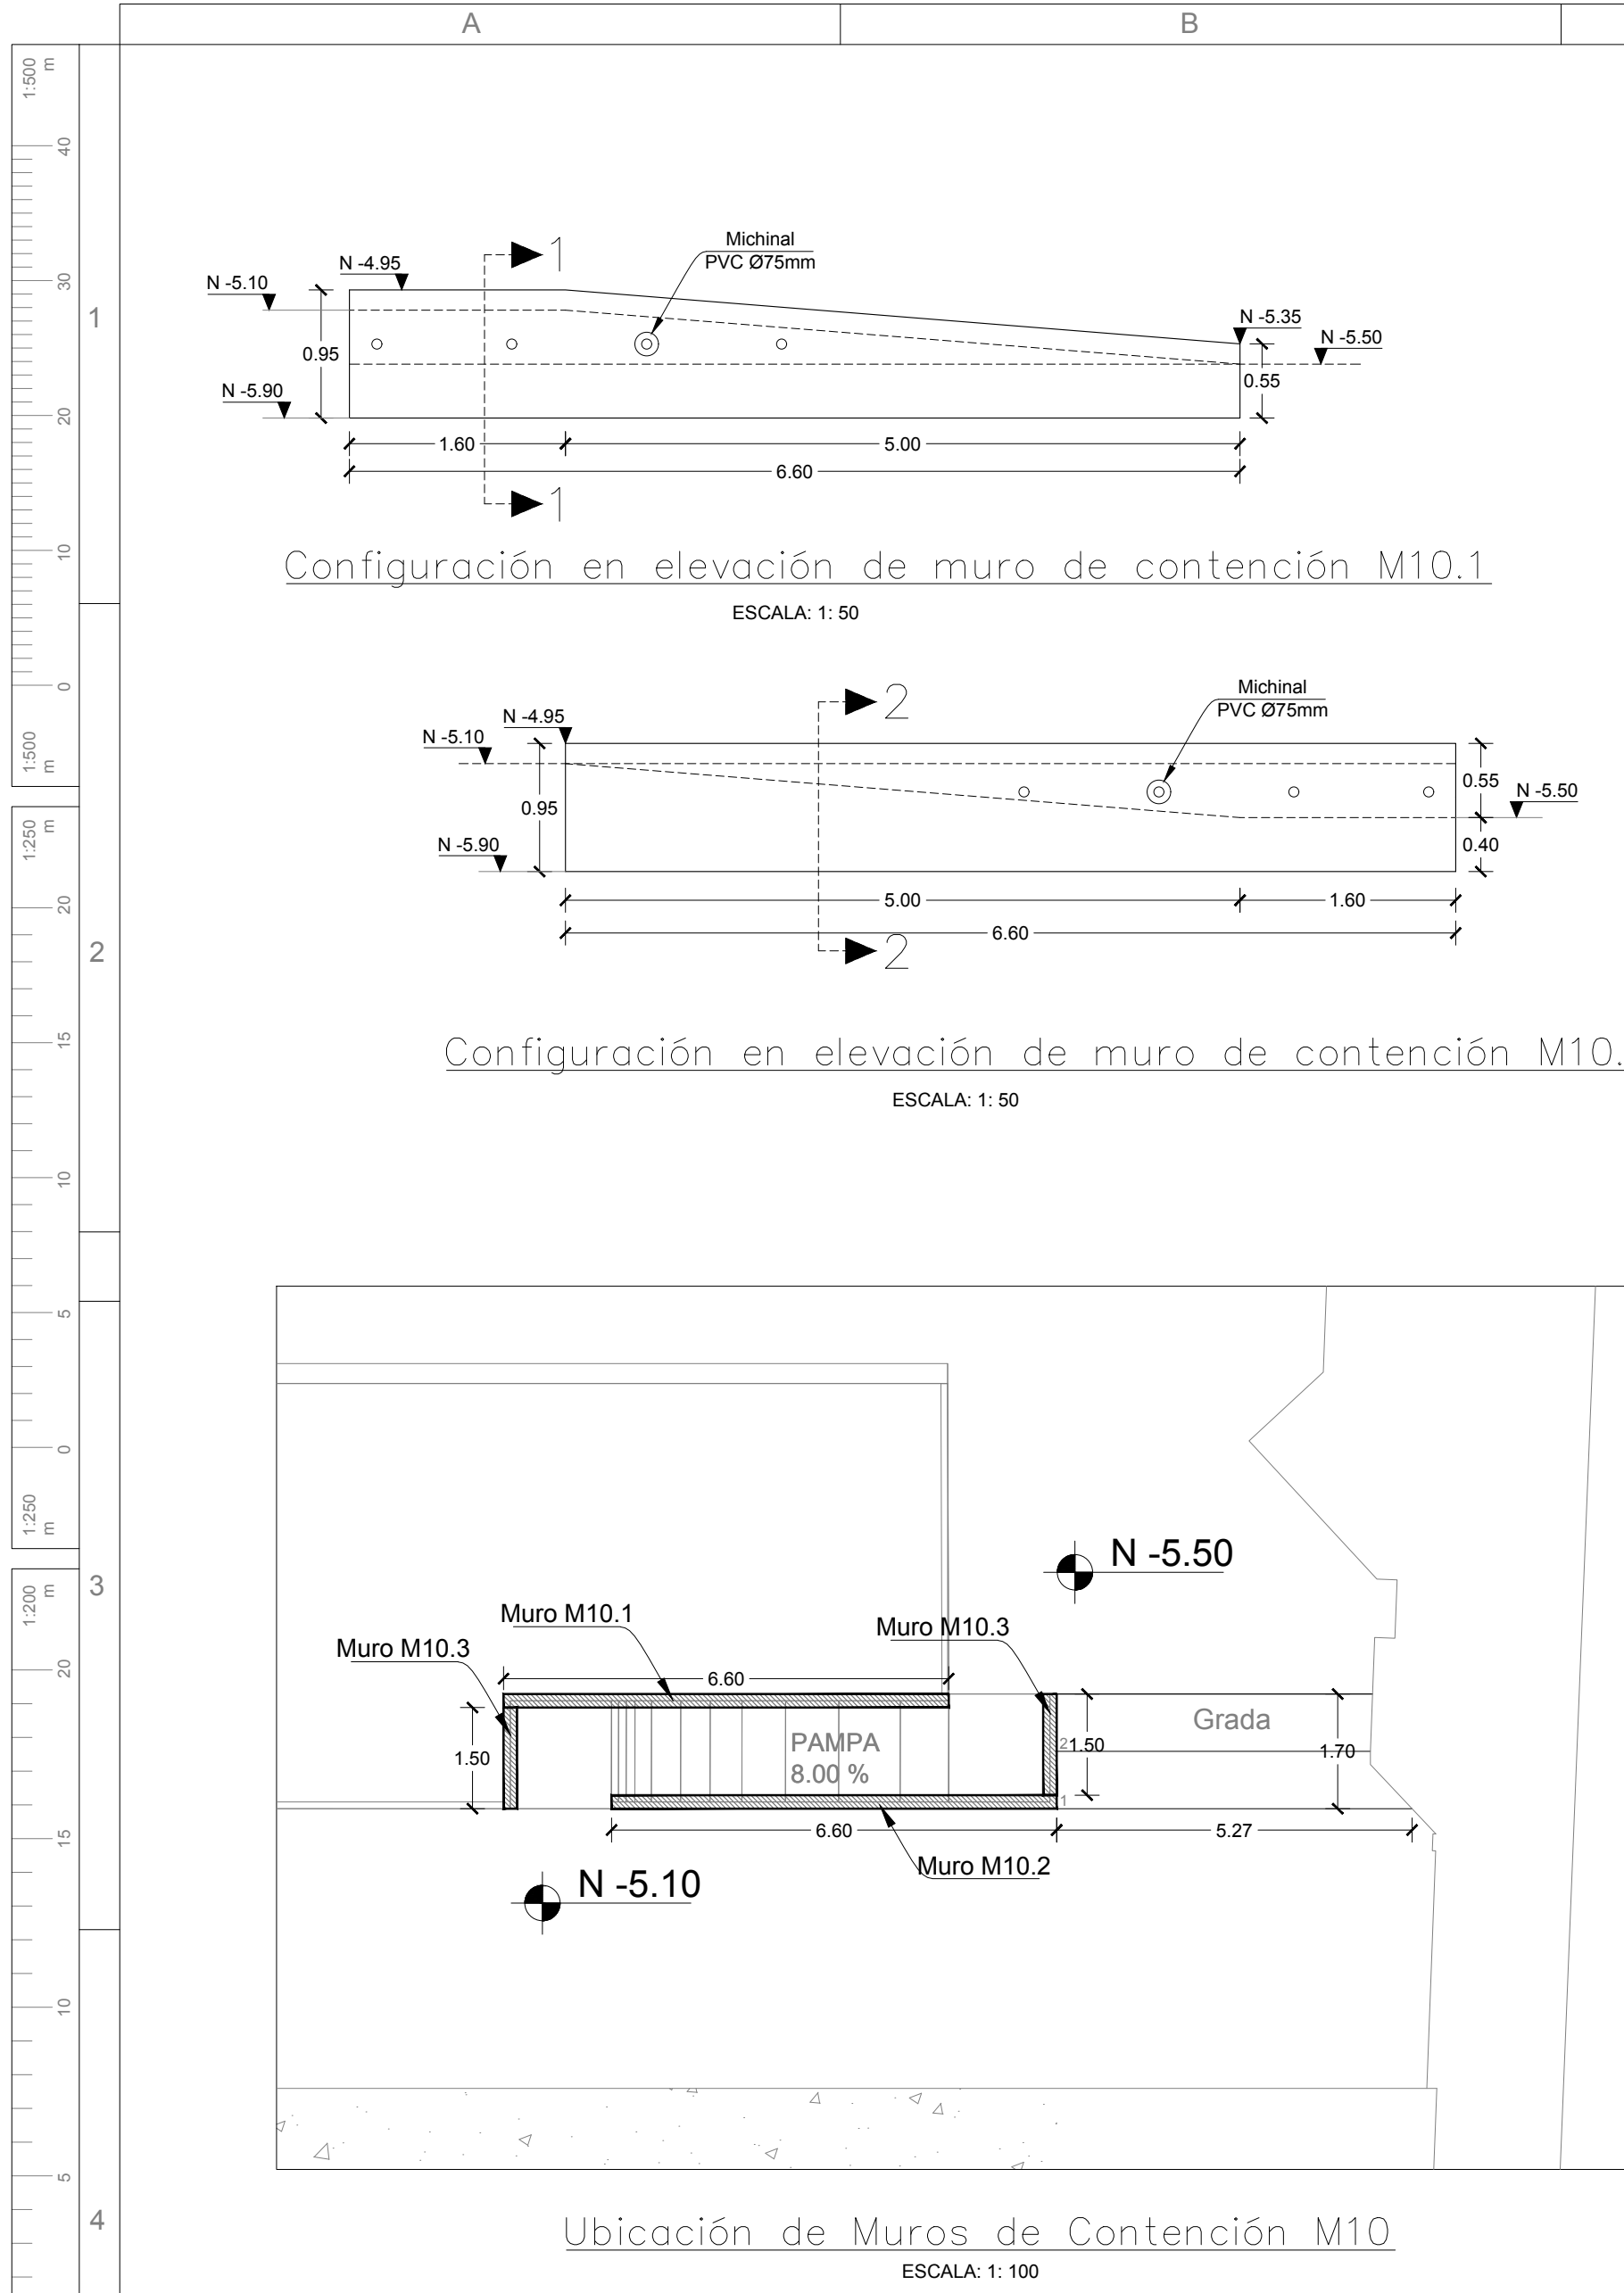 A
B
1:500
m
40
30
20
10
0
1:500
m
1:250
m
20
15
10
5
0
1:250
m
1:200
m
20
15
10
5
1
2
3
4
Michinal
PVC Ø75mm
1
N -4.95
N -5.10
N -5.35
N -5.50
0.95
0.55
N -5.90
1.60
5.00
6.60
1
Configuración en elevación de muro de contención M10.1
ESCALA: 1: 50
Michinal
PVC Ø75mm
2
N -4.95
N -5.10
0.55
N -5.50
0.95
0.40
N -5.90
5.00
1.60
6.60
2
Configuración en elevación de muro de contención M10.
ESCALA: 1: 50
N -5.50
Muro M10.1
Muro M10.3
Muro M10.3
6.60
Grada
PAMPA
8.00 %
1.50
2
1.50
1.70
1
6.60
5.27
Muro M10.2
N -5.10
Ubicación de Muros de Contención M10
ESCALA: 1: 100